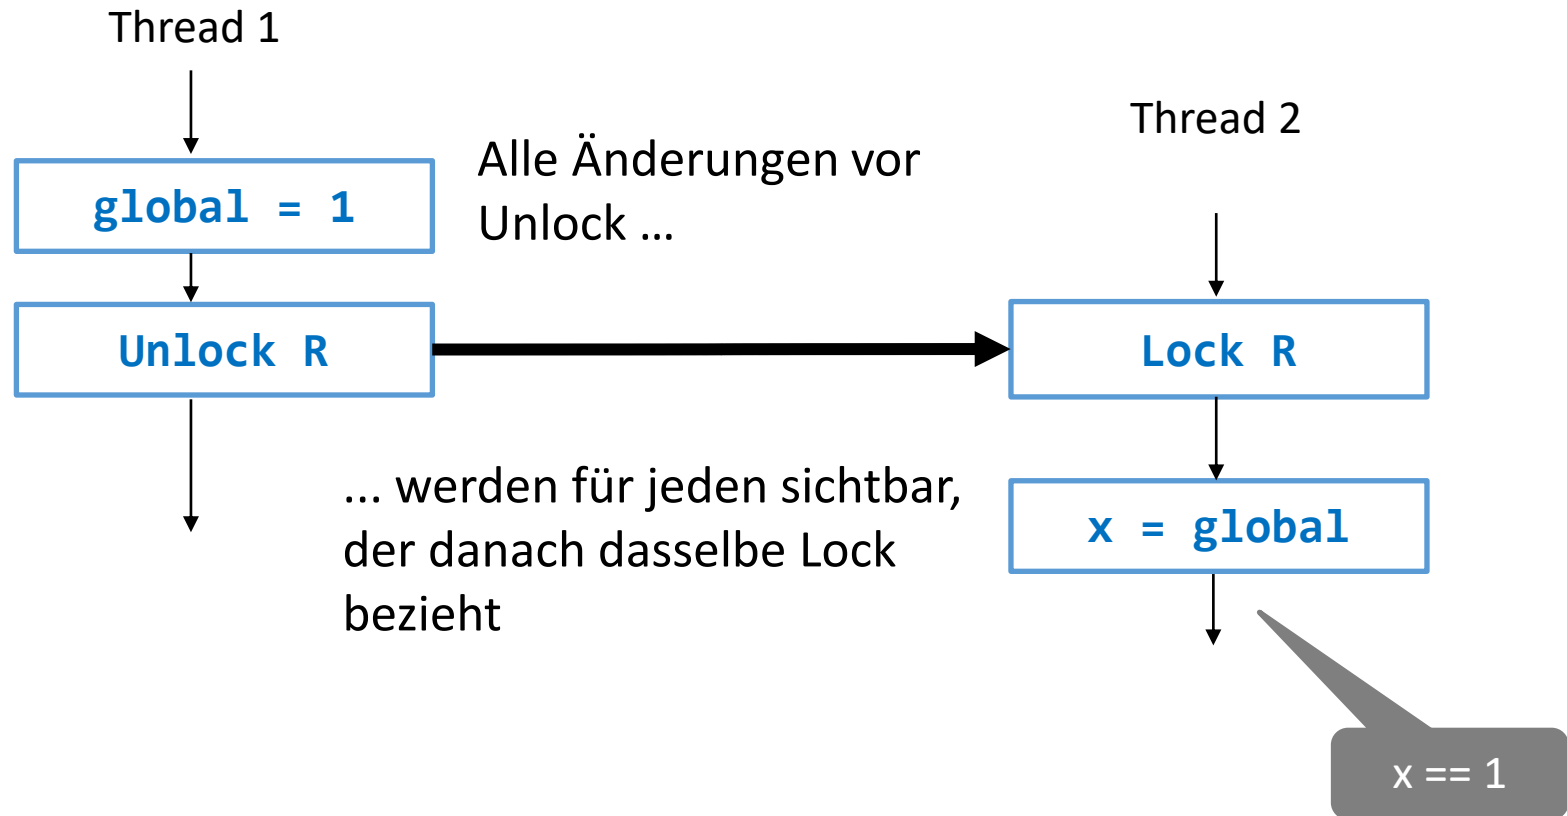 Thread 1
global = 1
Unlock R
Alle Änderungen vor
Unlock ...
... werden für jeden sichtbar,
der danach dasselbe Lock
bezieht
Thread 2
Lock R
x = global
x == 1